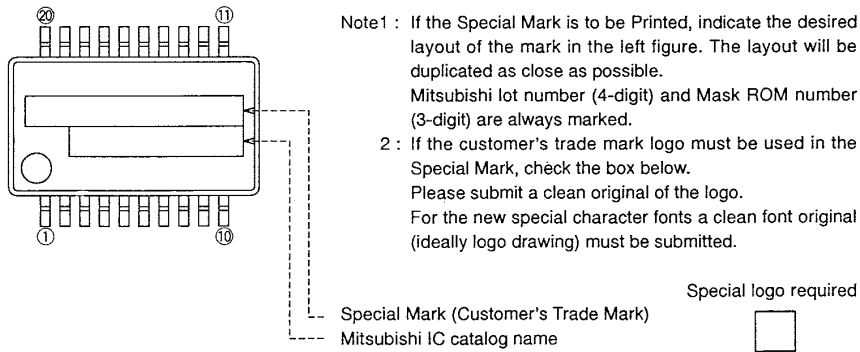 ⑳ ⑪
① ⑩
Note1 : If the Special Mark is to be Printed, indicate the desired
layout of the mark in the left figure. The layout will be
duplicated as close as possible.
Mitsubishi lot number (4-digit) and Mask ROM number
(3-digit) are always marked.
2 : If the customer's trade mark logo must be used in the
Special Mark, check the box below.
Please submit a clean original of the logo.
For the new special character fonts a clean font original
(ideally logo drawing) must be submitted.
Special logo required
Special Mark (Customer's Trade Mark)
Mitsubishi IC catalog name